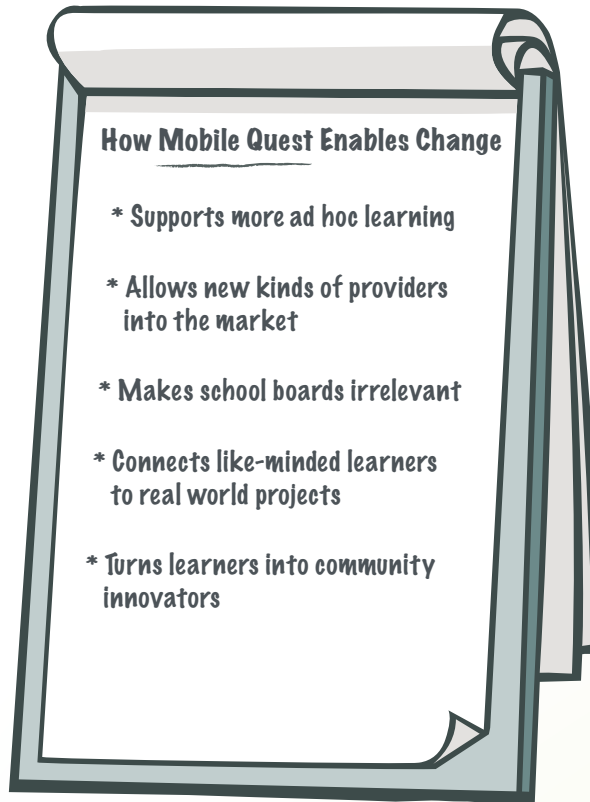 How Mobile Quest Enables Change
* Supports more ad hoc learning
* Allows new kinds of providers
into the market
* Makes school boards irrelevant
* Connects like-minded learners
to real world projects
* Turns learners into community
innovators